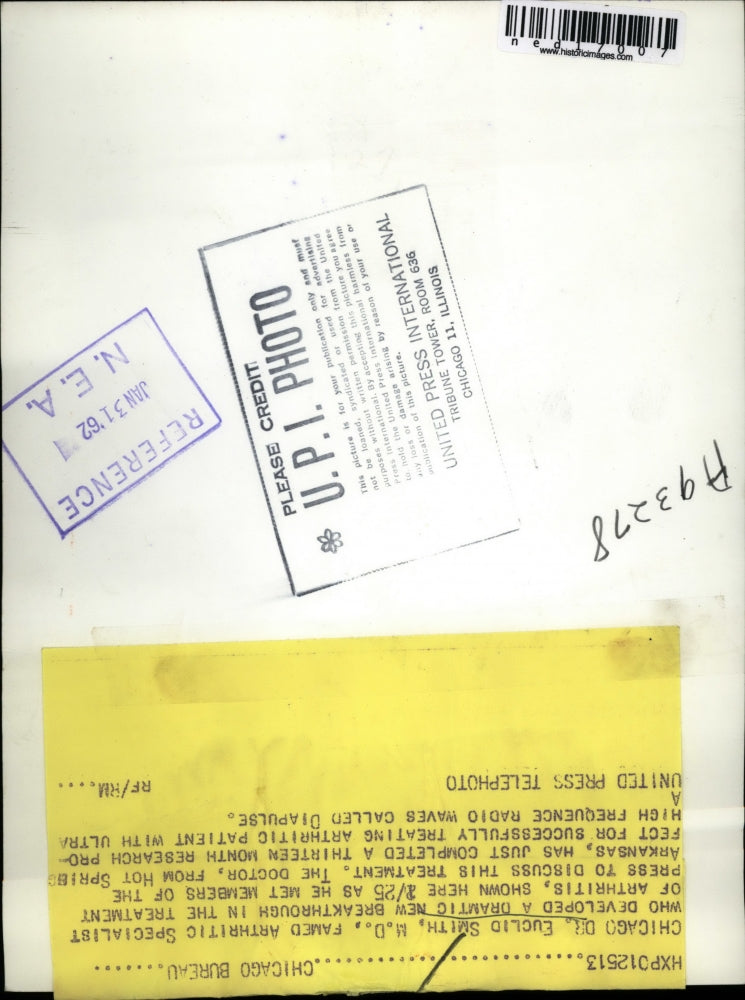 ned17007
www.historicimages.com
PLEASE CREDIT:
U.P.I. PHOTO
This picture is for your publication only and must
not be loaned, syndicated or used for advertising
purposes without written permission from the United
Press International. By accepting this picture you agree
to hold the United Press International harmless from
any loss or damage arising by reason of your use or
publication of this picture.
UNITED PRESS INTERNATIONAL
TRIBUNE TOWER, ROOM 636
CHICAGO 11, ILLINOIS
REFERENCE
JAN 31 '62
N. E. A.
A93278
HXP012513..............................CHICAGO BUREAU.......
CHICAGO DR. EUCLID SMITH, M.D., FAMED ARTHRITIC SPECIALIST
WHO DEVELOPED A DRAMTIC NEW BREAKTHROUGH IN THE TREATMENT
OF ARTHRITIS, SHOWN HERE 1/25 AS HE MET MEMBERS OF THE
PRESS TO DISCUSS THIS TREATMENT. THE DOCTOR, FROM HOT SPRING
ARKANSAS, HAS JUST COMPLETED A THIRTEEN MONTH RESEARCH PRO-
FECT FOR SUCCESSFULLY TREATING ARTHRITIC PATIENT WITH ULTRA
HIGH FREQUENCE RADIO WAVES CALLED DIAPULSE.
A
UNITED PRESS TELEPHOTO RF/RM....